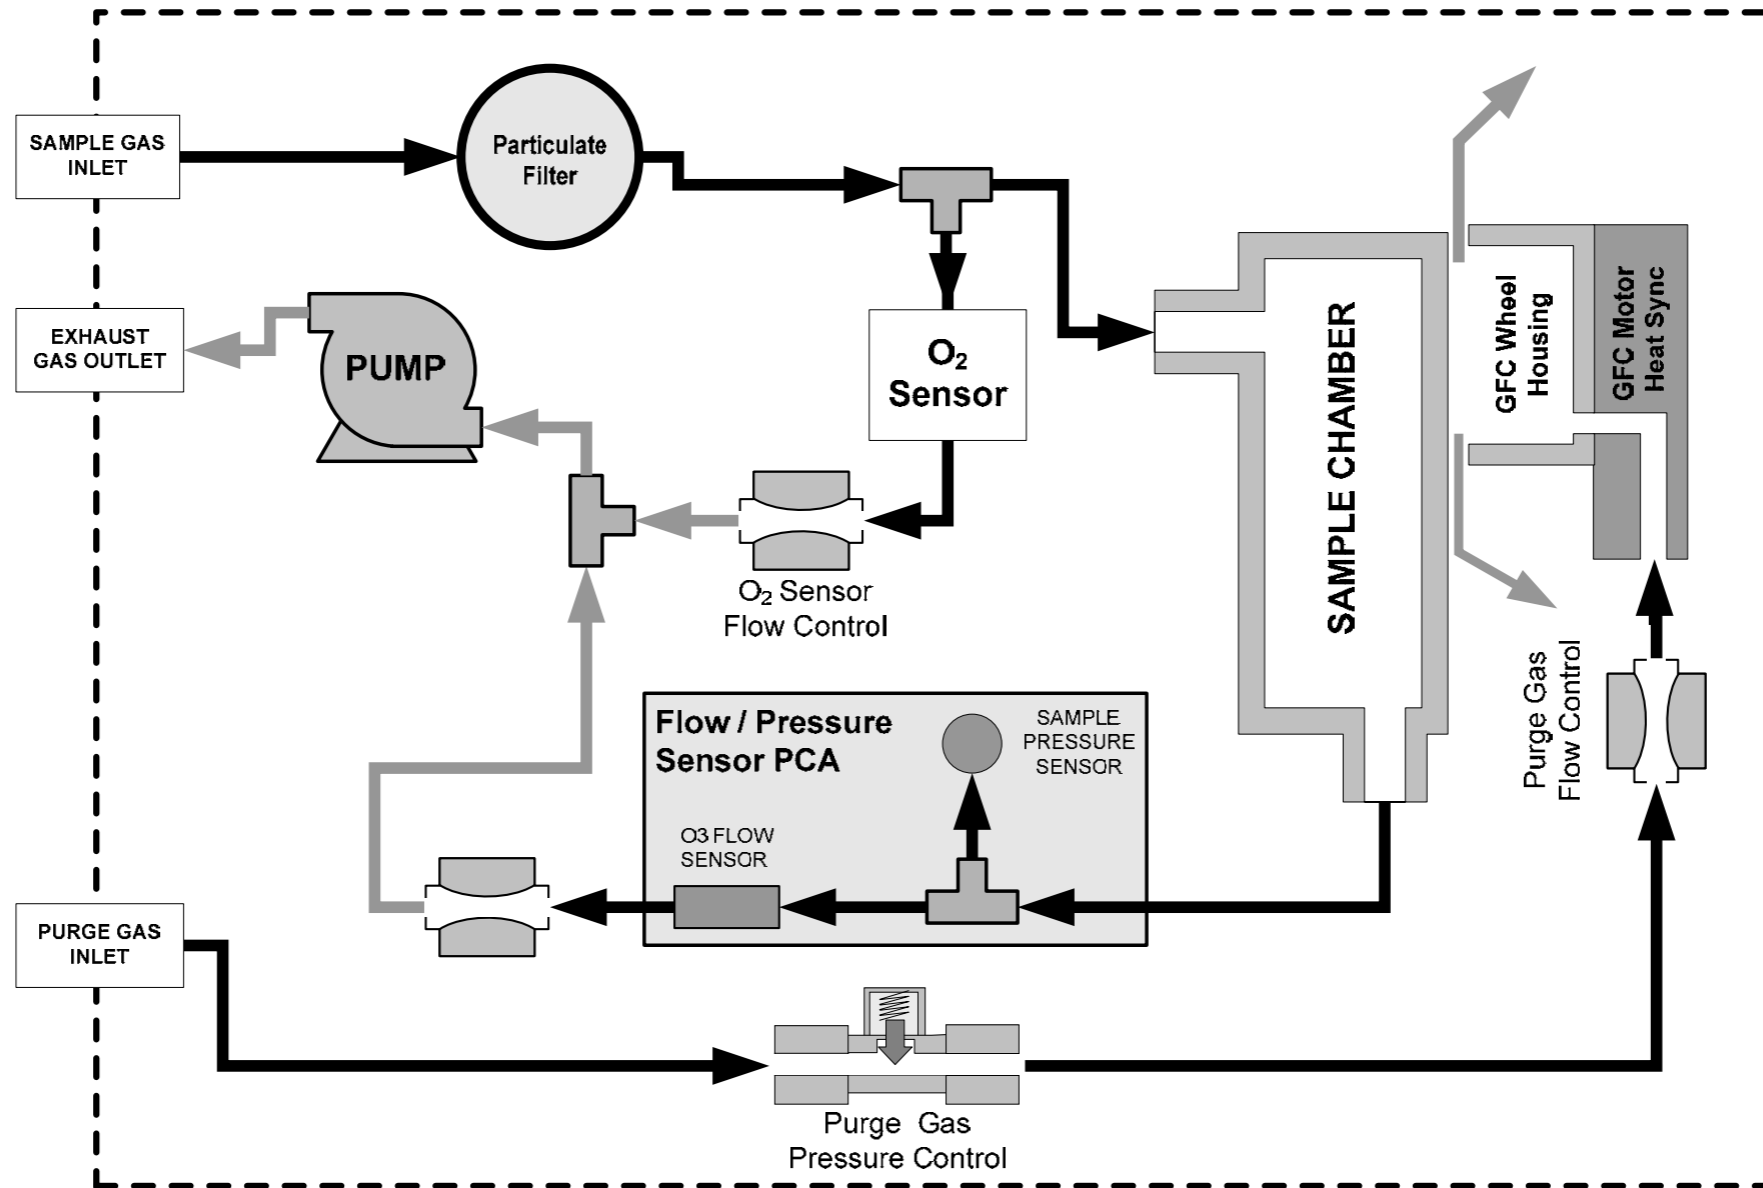 SAMPLE GAS
INLET
Particulate
Filter
EXHAUST
GAS OUTLET
PUMP
O₂
Sensor
SAMPLE CHAMBER
GFC Wheel
Housing
GFC Motor
Heat Sync
O₂ Sensor
Flow Control
Flow / Pressure
Sensor PCA
SAMPLE
PRESSURE
SENSOR
O3 FLOW
SENSOR
Purge Gas
Flow Control
PURGE GAS
INLET
Purge Gas
Pressure Control